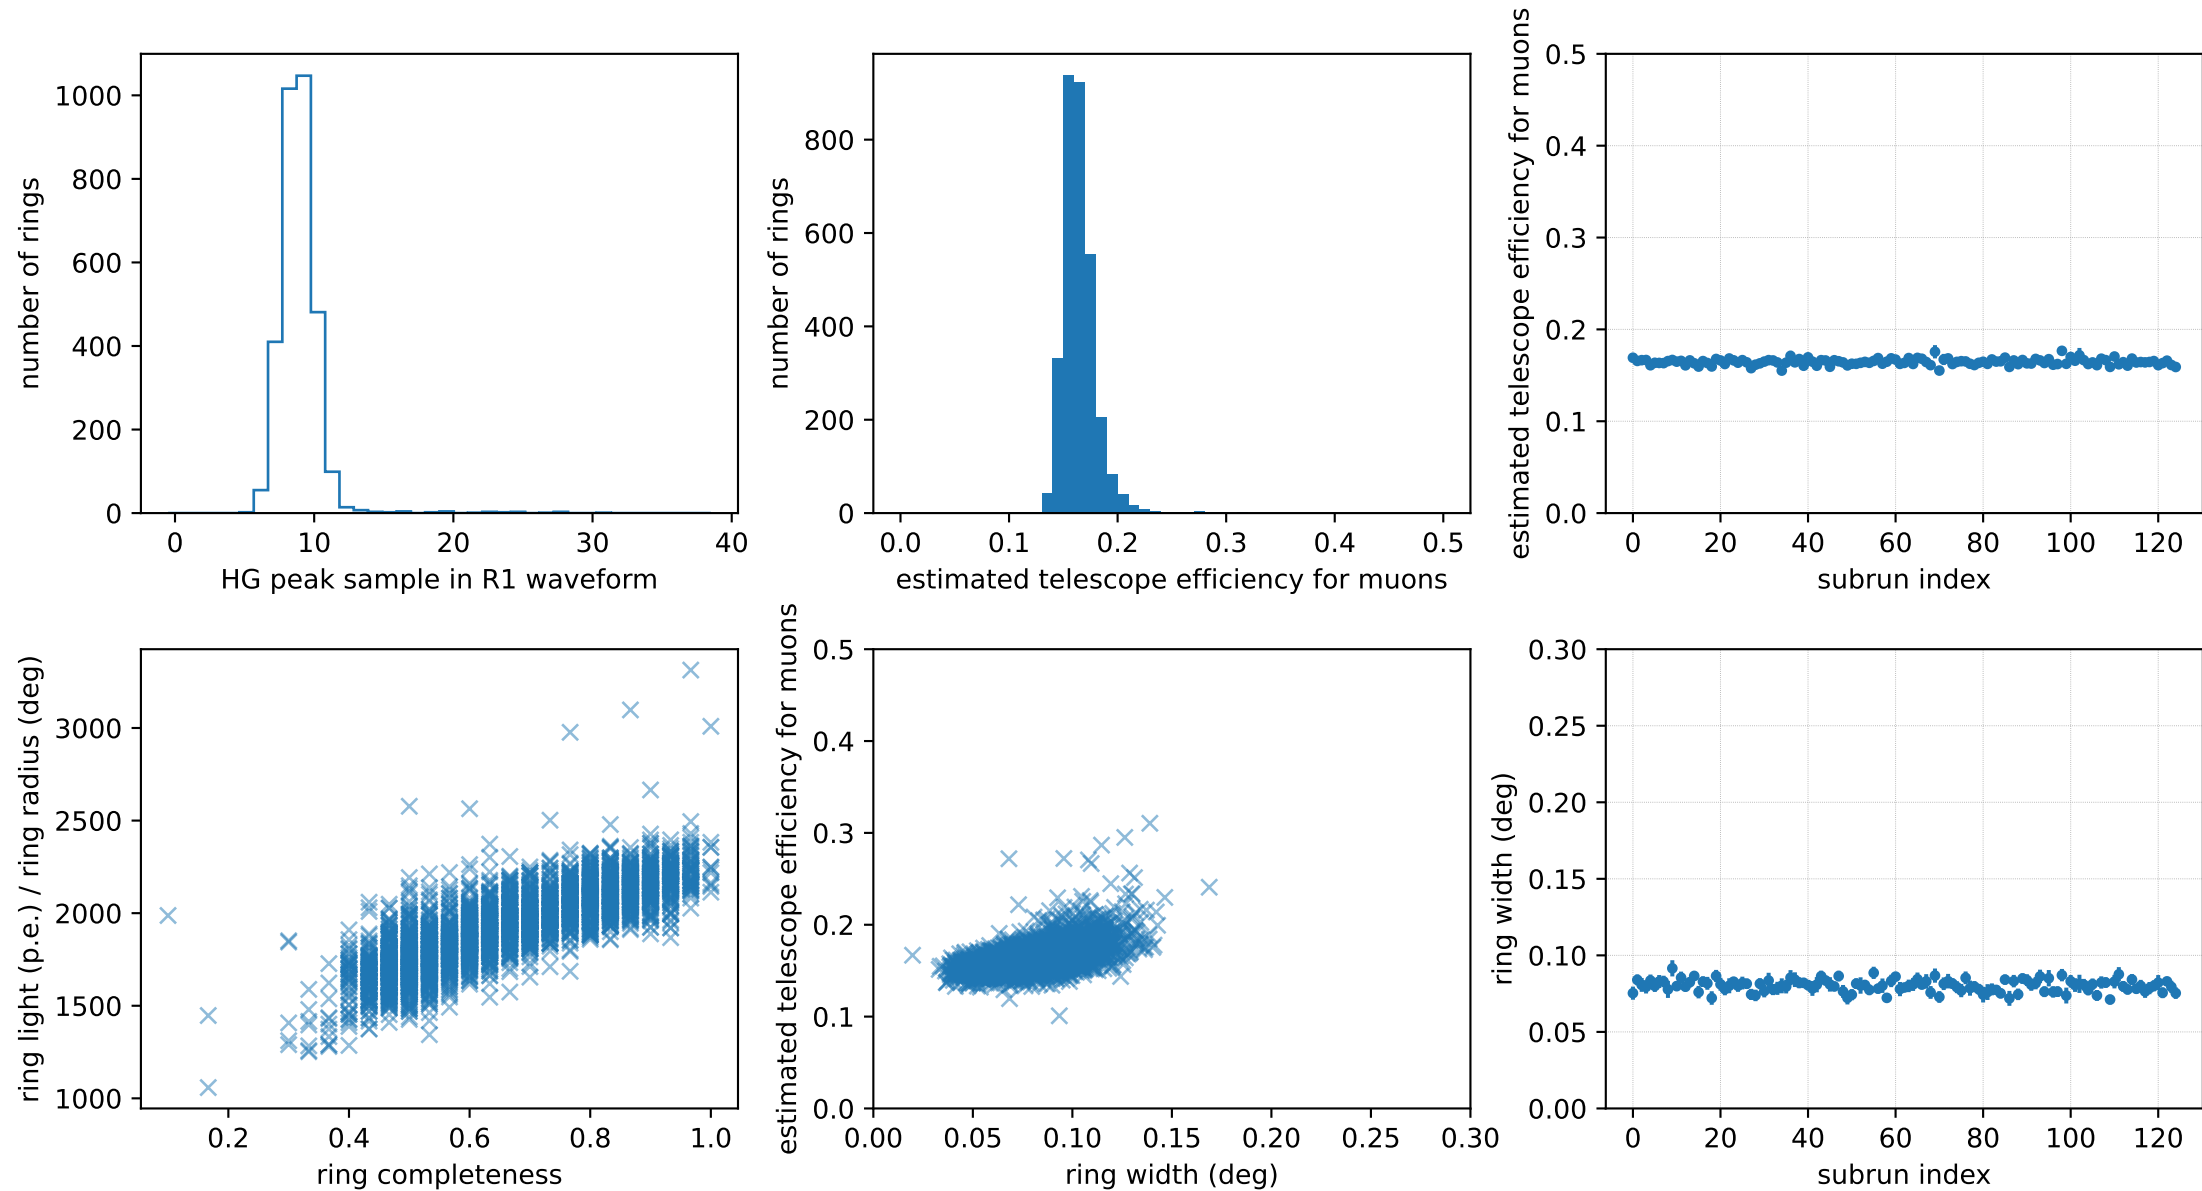 number of rings
1000
800
600
400
200
0
0 10 20 30 40
HG peak sample in R1 waveform
number of rings
800
600
400
200
0
0.0 0.1 0.2 0.3 0.4 0.5
estimated telescope efficiency for muons
estimated telescope efficiency for muons
0.5
0.4
0.3
0.2
0.1
0.0
0 20 40 60 80 100 120
subrun index
ring light (p.e.) / ring radius (deg)
3000
2500
2000
1500
1000
0.2 0.4 0.6 0.8 1.0
ring completeness
estimated telescope efficiency for muons
0.5
0.4
0.3
0.2
0.1
0.0
0.00 0.05 0.10 0.15 0.20 0.25 0.30
ring width (deg)
ring width (deg)
0.30
0.25
0.20
0.15
0.10
0.05
0.00
0 20 40 60 80 100 120
subrun index